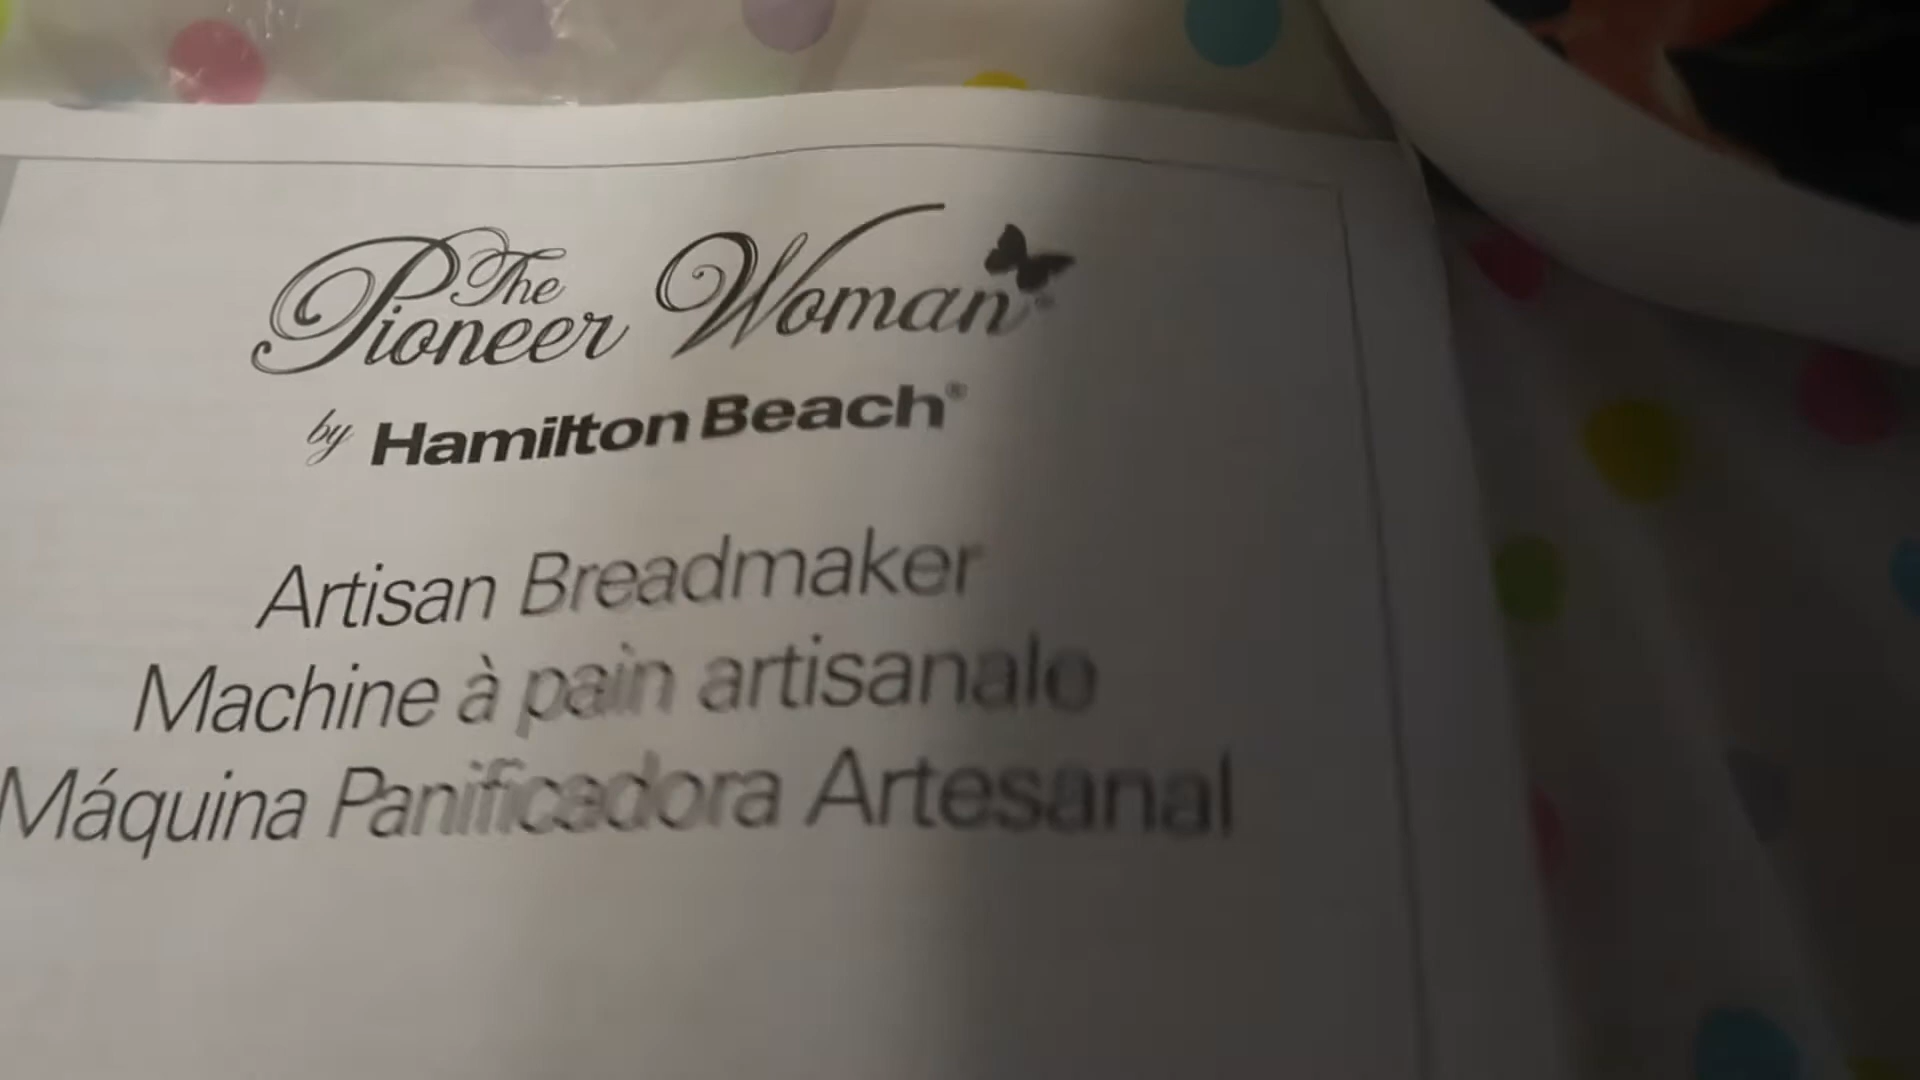 The Pioneer Woman®
by Hamilton Beach®
Artisan Breadmaker
Machine à pain artisanale
Máquina Panificadora Artesanal